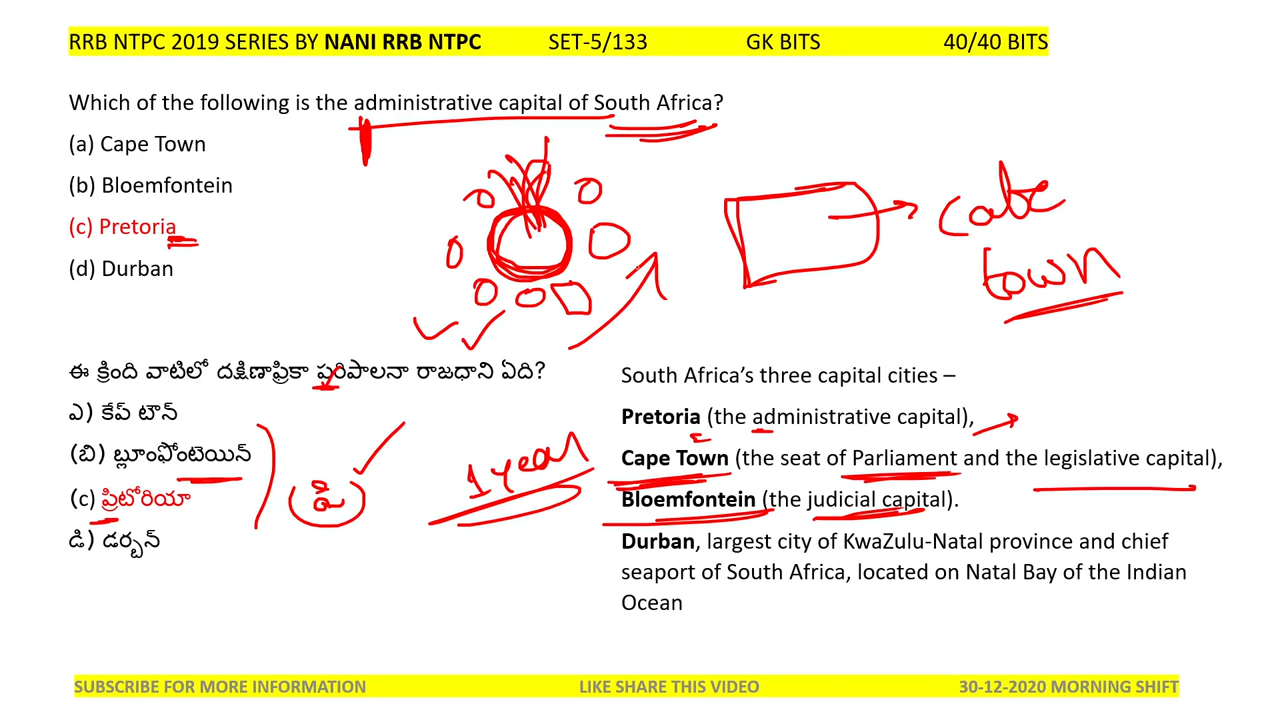 RRB NTPC 2019 SERIES BY NANI RRB NTPC SET-5/133 GK BITS 40/40 BITS
Which of the following is the administrative capital of South Africa?
(a) Cape Town
(b) Bloemfontein
(c) Pretoria
(d) Durban
cabe
town
ఈ క్రింది వాటిలో దక్షిణాఫ్రికా పరిపాలనా రాజధాని ఏది?
ఎ) కేప్ టౌన్
(బి) బ్లూంఫోంటెయిన్
(c) ప్రిటోరియా
డి) డర్బన్
1 year
South Africa's three capital cities –
Pretoria (the administrative capital),
Cape Town (the seat of Parliament and the legislative capital),
Bloemfontein (the judicial capital).
Durban, largest city of KwaZulu-Natal province and chief
seaport of South Africa, located on Natal Bay of the Indian
Ocean
SUBSCRIBE FOR MORE INFORMATION LIKE SHARE THIS VIDEO 30-12-2020 MORNING SHIFT